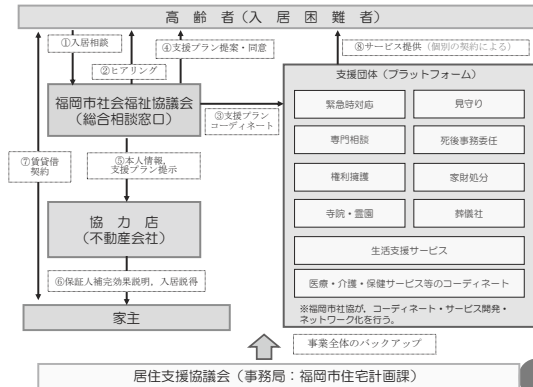 高齢者(入居困難者)
①入居相談
④支援プラン提案・同意
⑧サービス提供(個別の契約による)
②ヒアリング
支援団体(プラットフォーム)
福岡市社会福祉協議会
(総合相談窓口)
③支援プラン
コーディネート
緊急時対応
見守り
専門相談
死後事務委任
⑦賃貸借
契約
⑤本人情報、
支援プラン提示
権利擁護
家財処分
協力店
(不動産会社)
寺院・霊園
葬儀社
生活支援サービス
⑥保証人補完効果説明、入居説得
医療・介護・保健サービス等のコーディネート
家主
※福岡市社協が、コーディネート・サービス開発・
ネットワーク化を行う。
事業全体のバックアップ
居住支援協議会(事務局:福岡市住宅計画課)